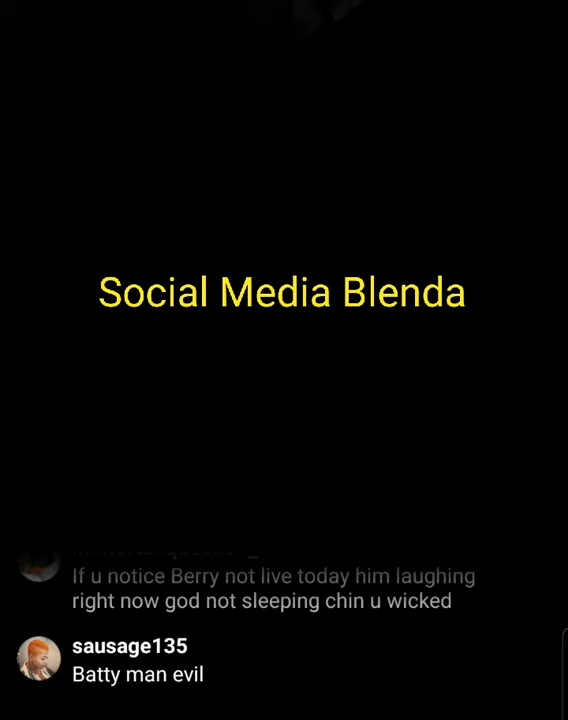 Social Media Blenda
If u notice Berry not live today him laughing
right now god not sleeping chin u wicked
sausage135
Batty man evil